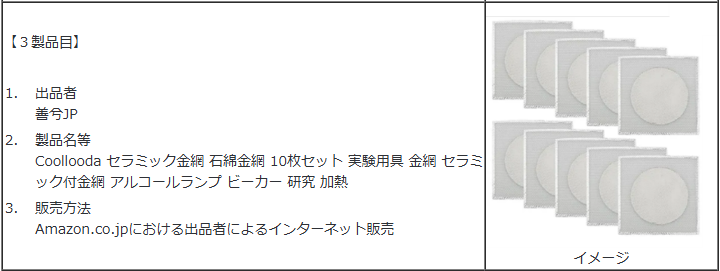 【３製品目】
1. 出品者
善兮JP
2. 製品名等
Coollooda セラミック金網 石綿金網 10枚セット 実験用具 金網 セラミ
ック付金網 アルコールランプ ビーカー 研究 加熱
3. 販売方法
Amazon.co.jpにおける出品者によるインターネット販売
イメージ